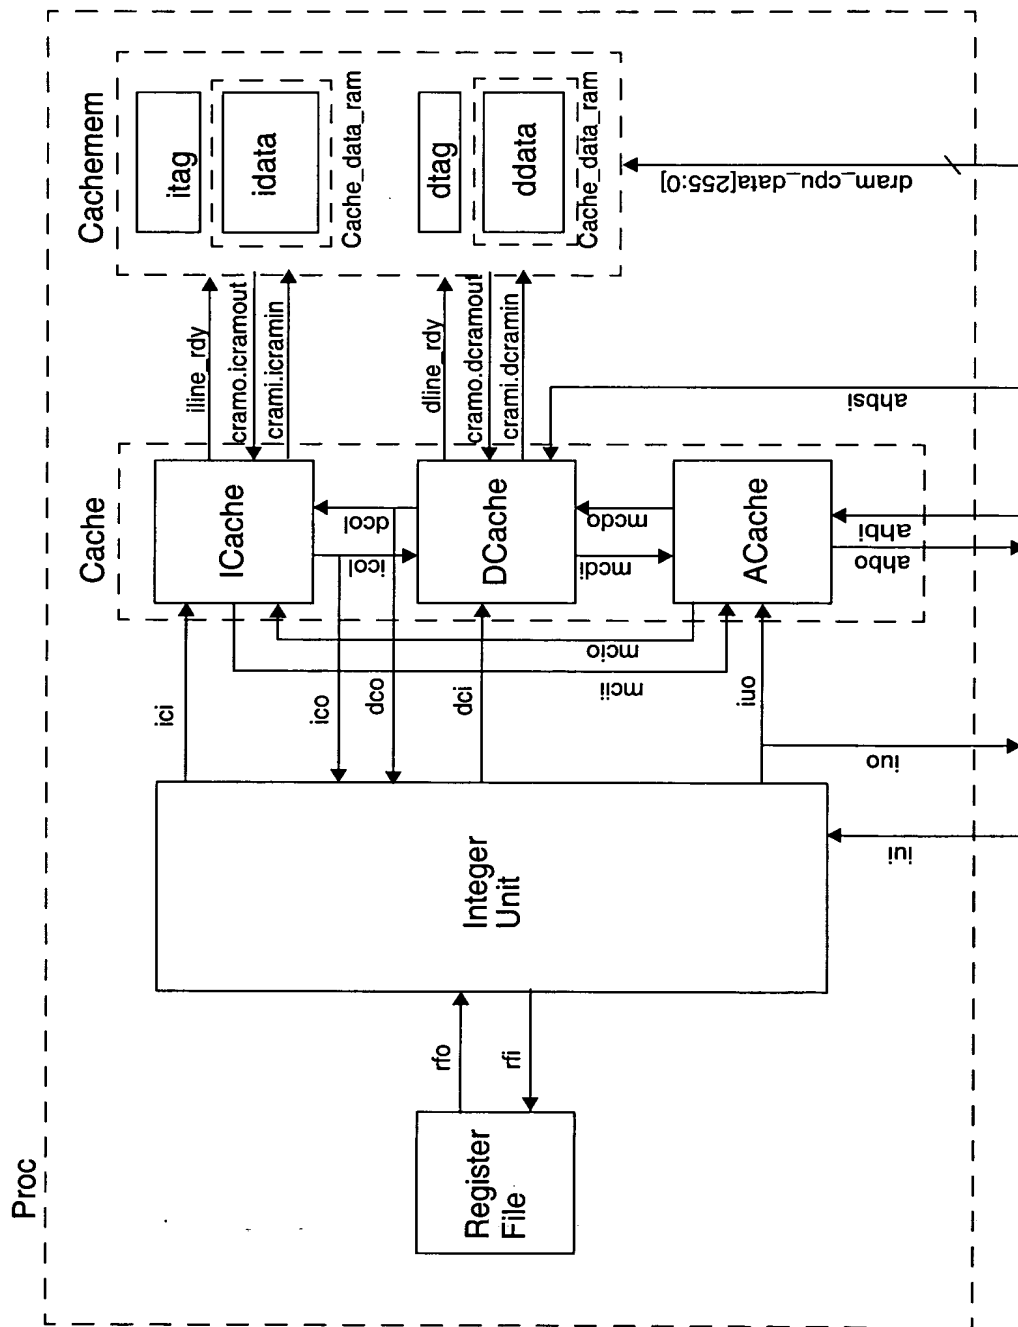 Proc
Cachemem
itag
idata
Cache_data_ram
dtag
ddata
Cache_data_ram
dram_cpu_data[255:0]
iline_rdy
cramo.icramout
crami.icramin
dline_rdy
cramo.dcramout
crami.dcramin
ahbsi
Cache
ICache
dcol
icol
DCache
mcdo
mcdi
ACache
ahbi
ahbo
mcio
mcii
ici
ico
dco
dci
iuo
iuo
Integer
Unit
iui
rfo
rfi
Register
File